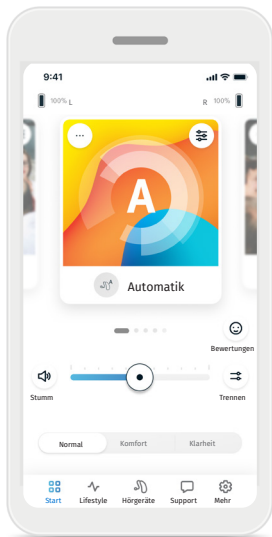 9:41
100% L R 100%
A
Automatik
Bewertungen
Stumm Trennen
Normal Komfort Klarheit
Start Lifestyle Hörgeräte Support Mehr